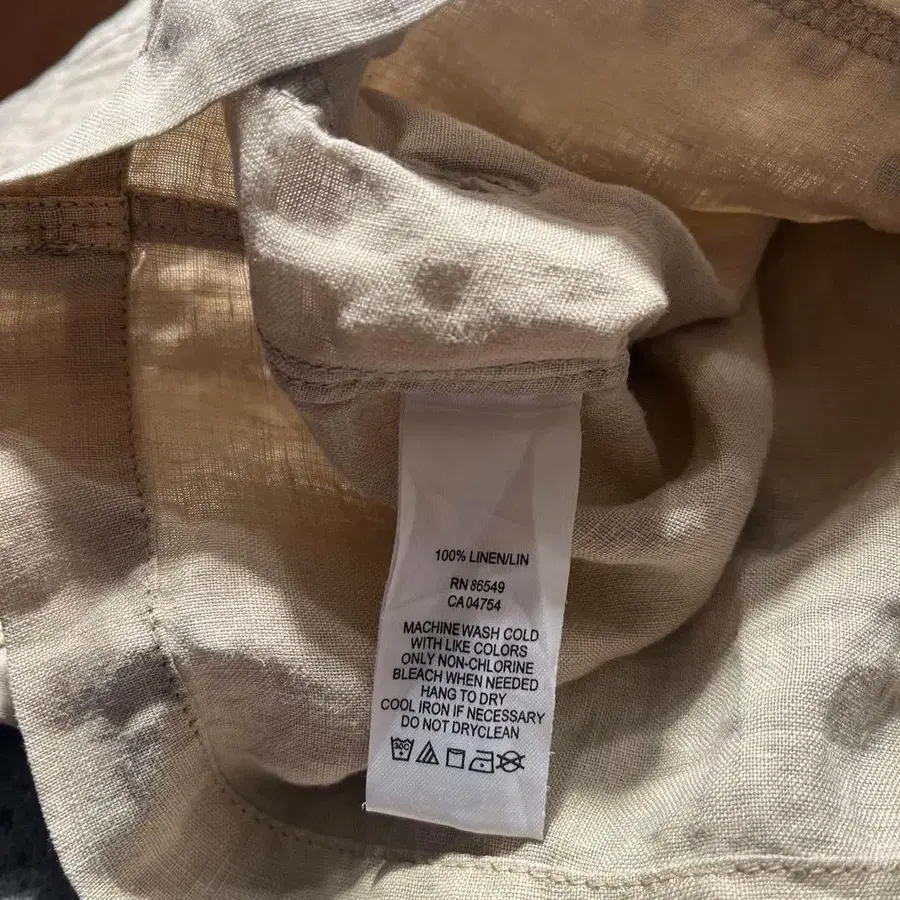 100% LINEN/LIN
RN 86549
CA 04754
MACHINE WASH COLD
WITH LIKE COLORS
ONLY NON-CHLORINE
BLEACH WHEN NEEDED
HANG TO DRY
COOL IRON IF NECESSARY
DO NOT DRYCLEAN
30C